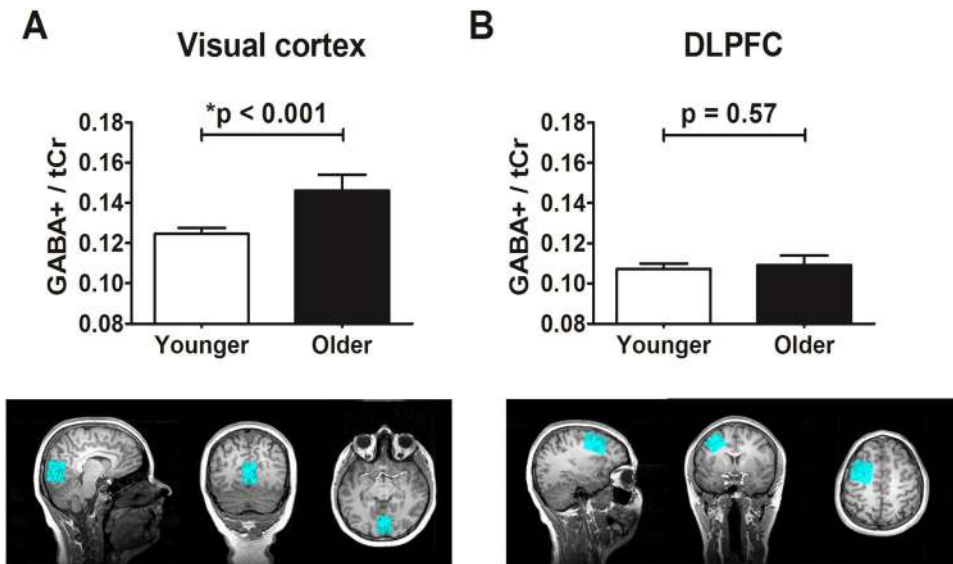 A
Visual cortex
*p < 0.001
GABA+ / tCr
0.18
0.16
0.14
0.12
0.10
0.08
Younger Older
B
DLPFC
p = 0.57
GABA+ / tCr
0.18
0.16
0.14
0.12
0.10
0.08
Younger Older